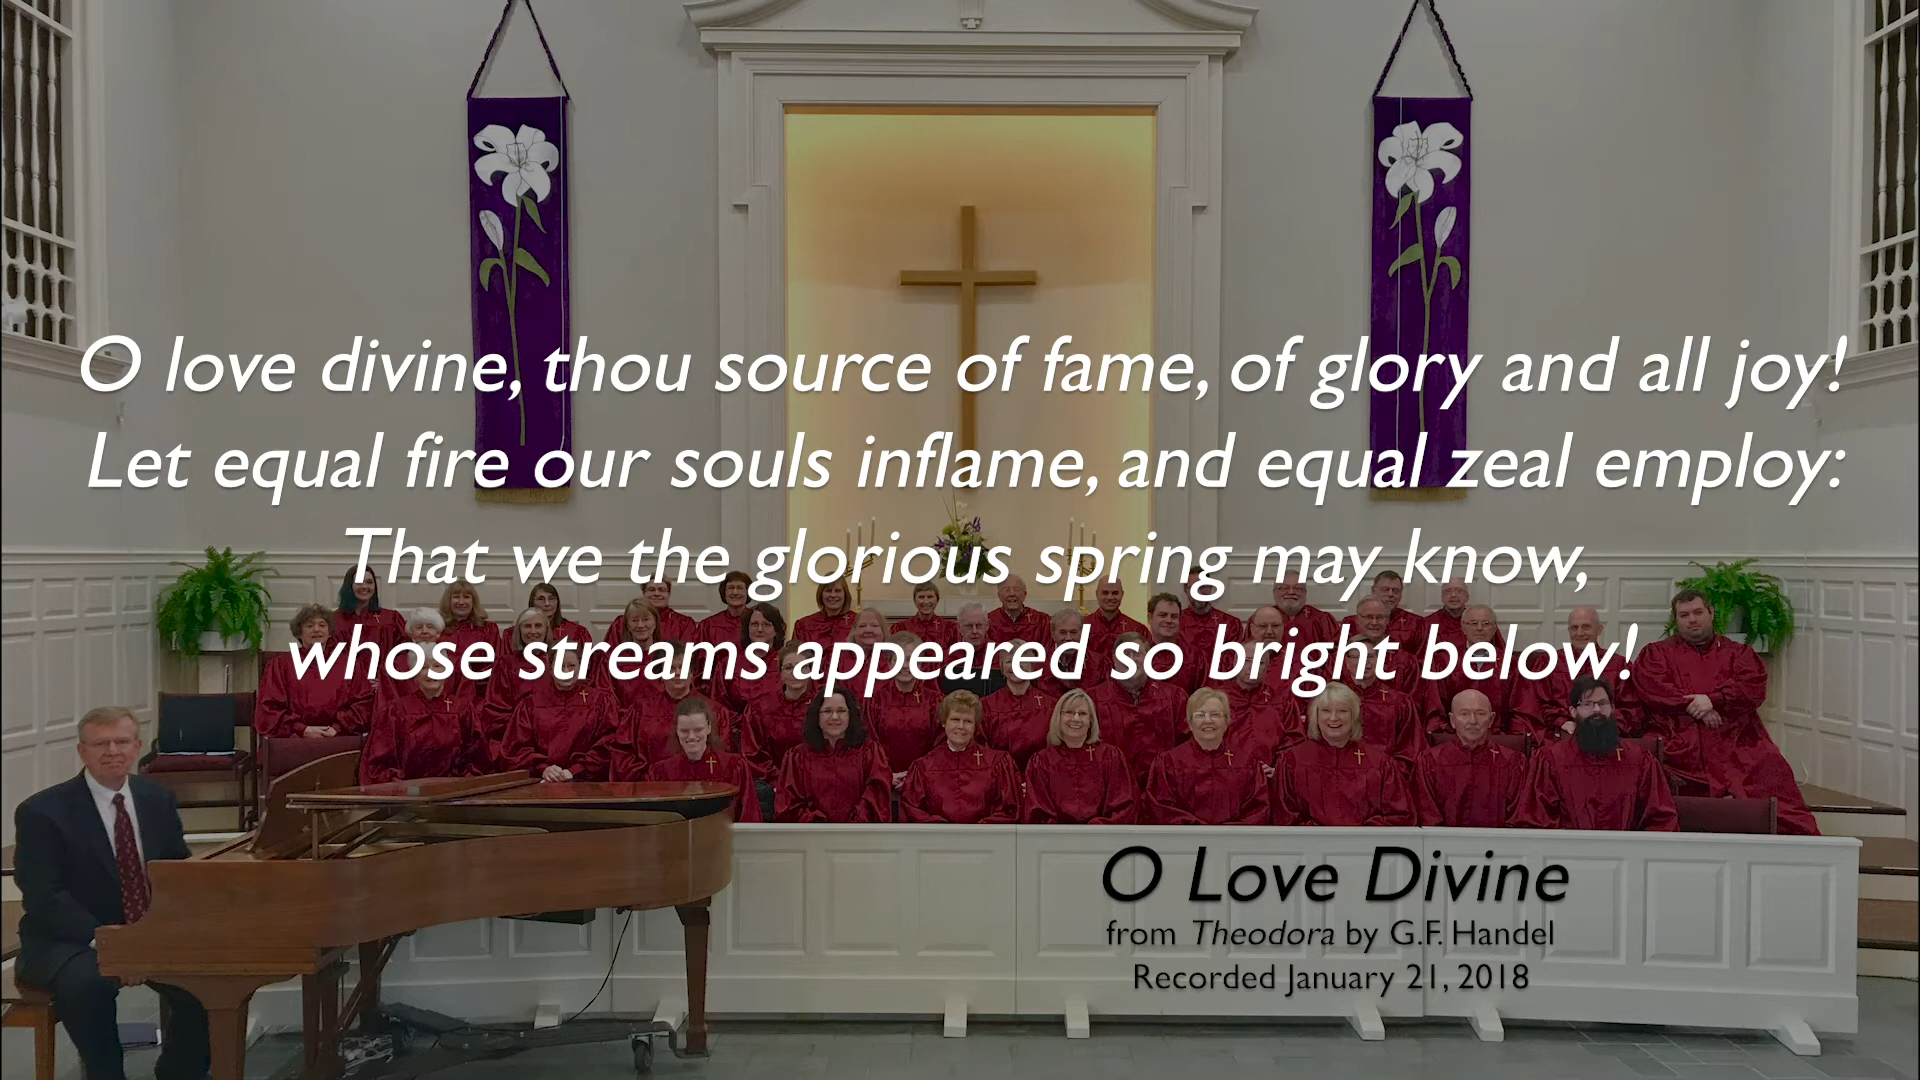 O love divine, thou source of fame, of glory and all joy!
Let equal fire our souls inflame, and equal zeal employ:
That we the glorious spring may know,
whose streams appeared so bright below!
O Love Divine
from Theodora by G.F. Handel
Recorded January 21, 2018